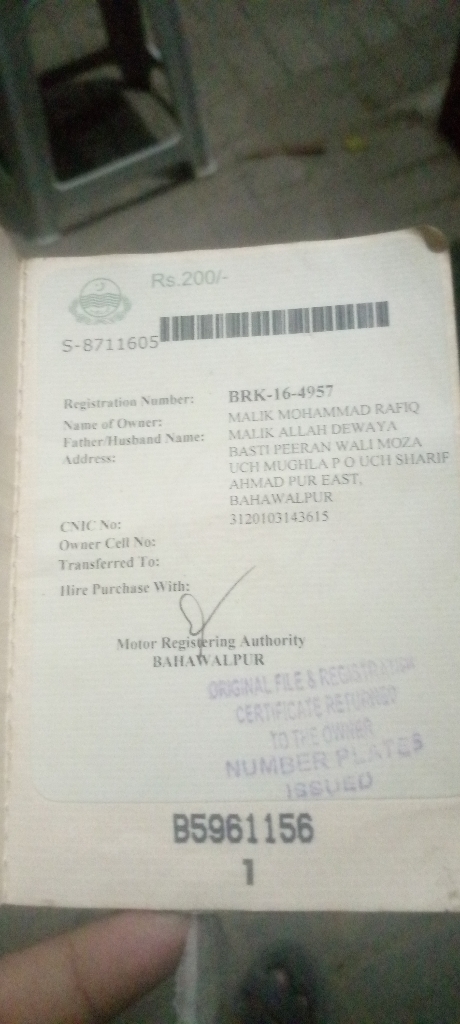 Rs.200/-
S-8711605
Registration Number: BRK-16-4957
Name of Owner: MALIK MOHAMMAD RAFIQ
Father/Husband Name: MALIK ALLAH DEWAYA
Address: BASTI PEERAN WALI MOZA
UCH MUGHLA P O UCH SHARIF
AHMAD PUR EAST,
BAHAWALPUR
CNIC No: 3120103143615
Owner Cell No:
Transferred To:
Hire Purchase With:
Motor Registering Authority
BAHAWALPUR
ORIGINAL FILE & REGISTRATION
CERTIFICATE RETURNED
TO THE OWNER
NUMBER PLATES
ISSUED
B5961156
1